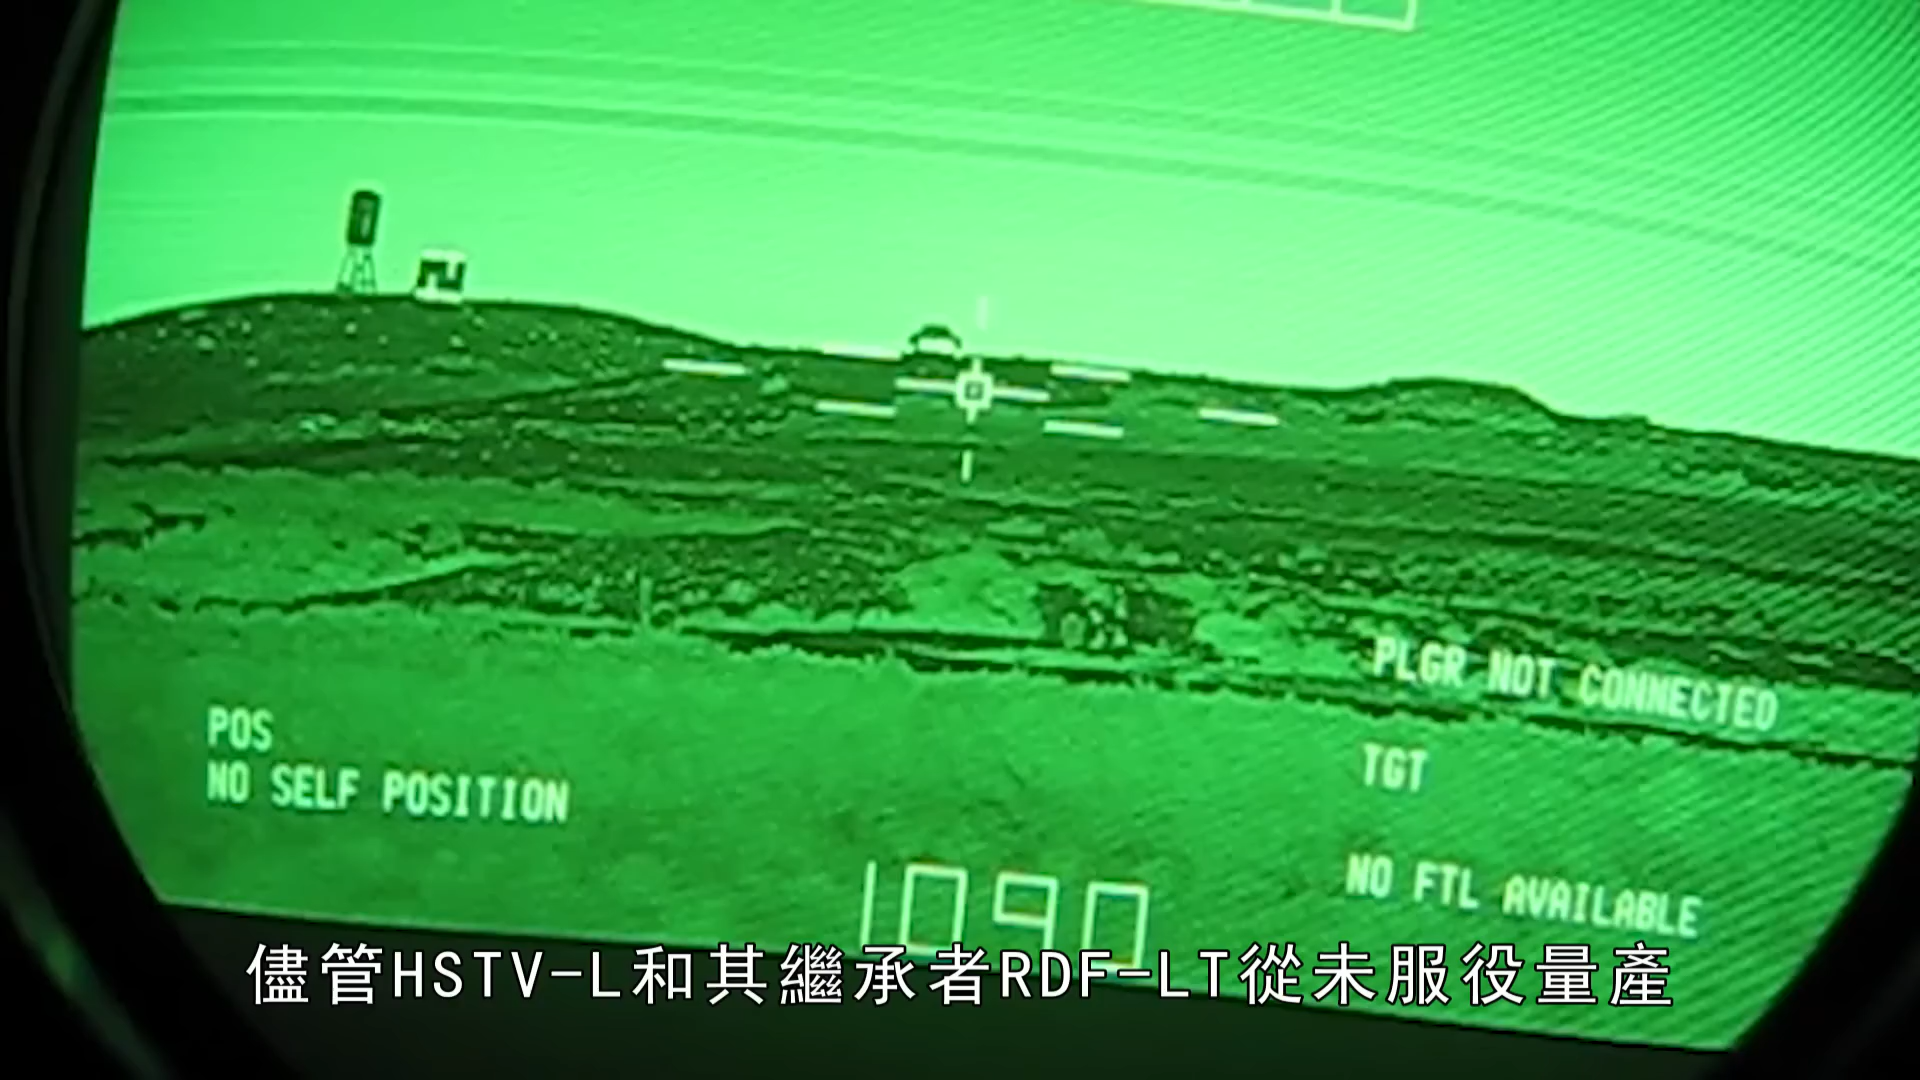 PLGR NOT CONNECTED
POS
NO SELF POSITION
TGT
NO FTL AVAILABLE
1090
儘管HSTV-L和其繼承者RDF-LT從未服役量產